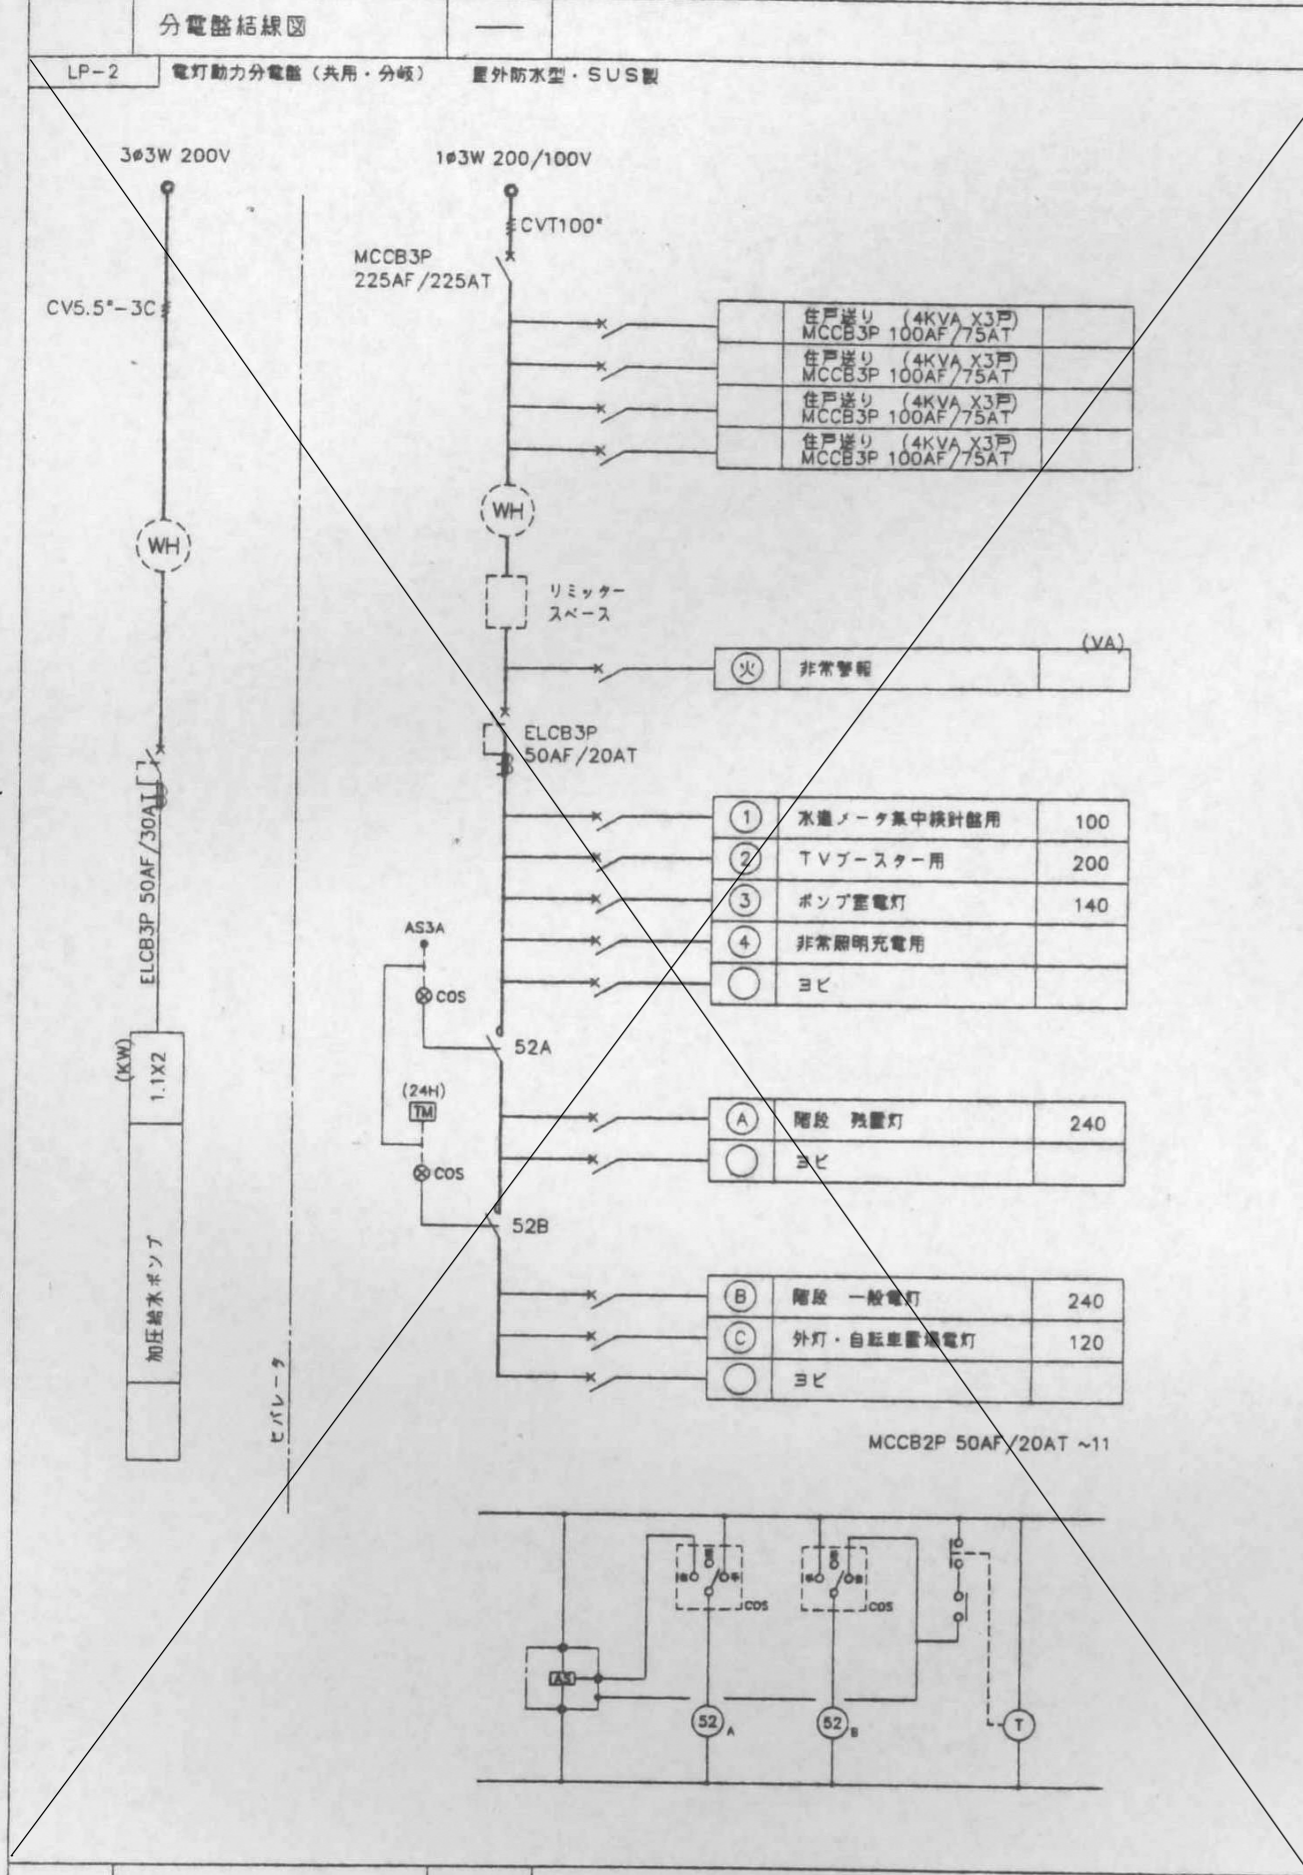 分電盤結線図
LP-2 電灯動力分電盤（共用・分岐） 屋外防水型・SUS製
3ø3W 200V
1ø3W 200/100V
CVT100°
MCCB3P
225AF/225AT
CV5.5°-3C
住戸送り (4KVA X3戸)
MCCB3P 100AF/75AT
住戸送り (4KVA X3戸)
MCCB3P 100AF/75AT
住戸送り (4KVA X3戸)
MCCB3P 100AF/75AT
住戸送り (4KVA X3戸)
MCCB3P 100AF/75AT
WH
WH
リミッター
スペース
(VA)
火 非常警報
ELCB3P
50AF/20AT
ELCB3P 50AF/30AT
1 水道メータ集中検針盤用 100
2 TVブースター用 200
3 ポンプ室電灯 140
4 非常照明充電用
ヨビ
AS3A
COS
52A
(KW)
1.1X2
(24H)
TM
COS
A 階段 残置灯 240
ヨビ
52B
加圧給水ポンプ
セパレータ
B 階段 一般電灯 240
C 外灯・自転車置場電灯 120
ヨビ
MCCB2P 50AF/20AT ~11
COS
COS
AS
52 A
52 B
T